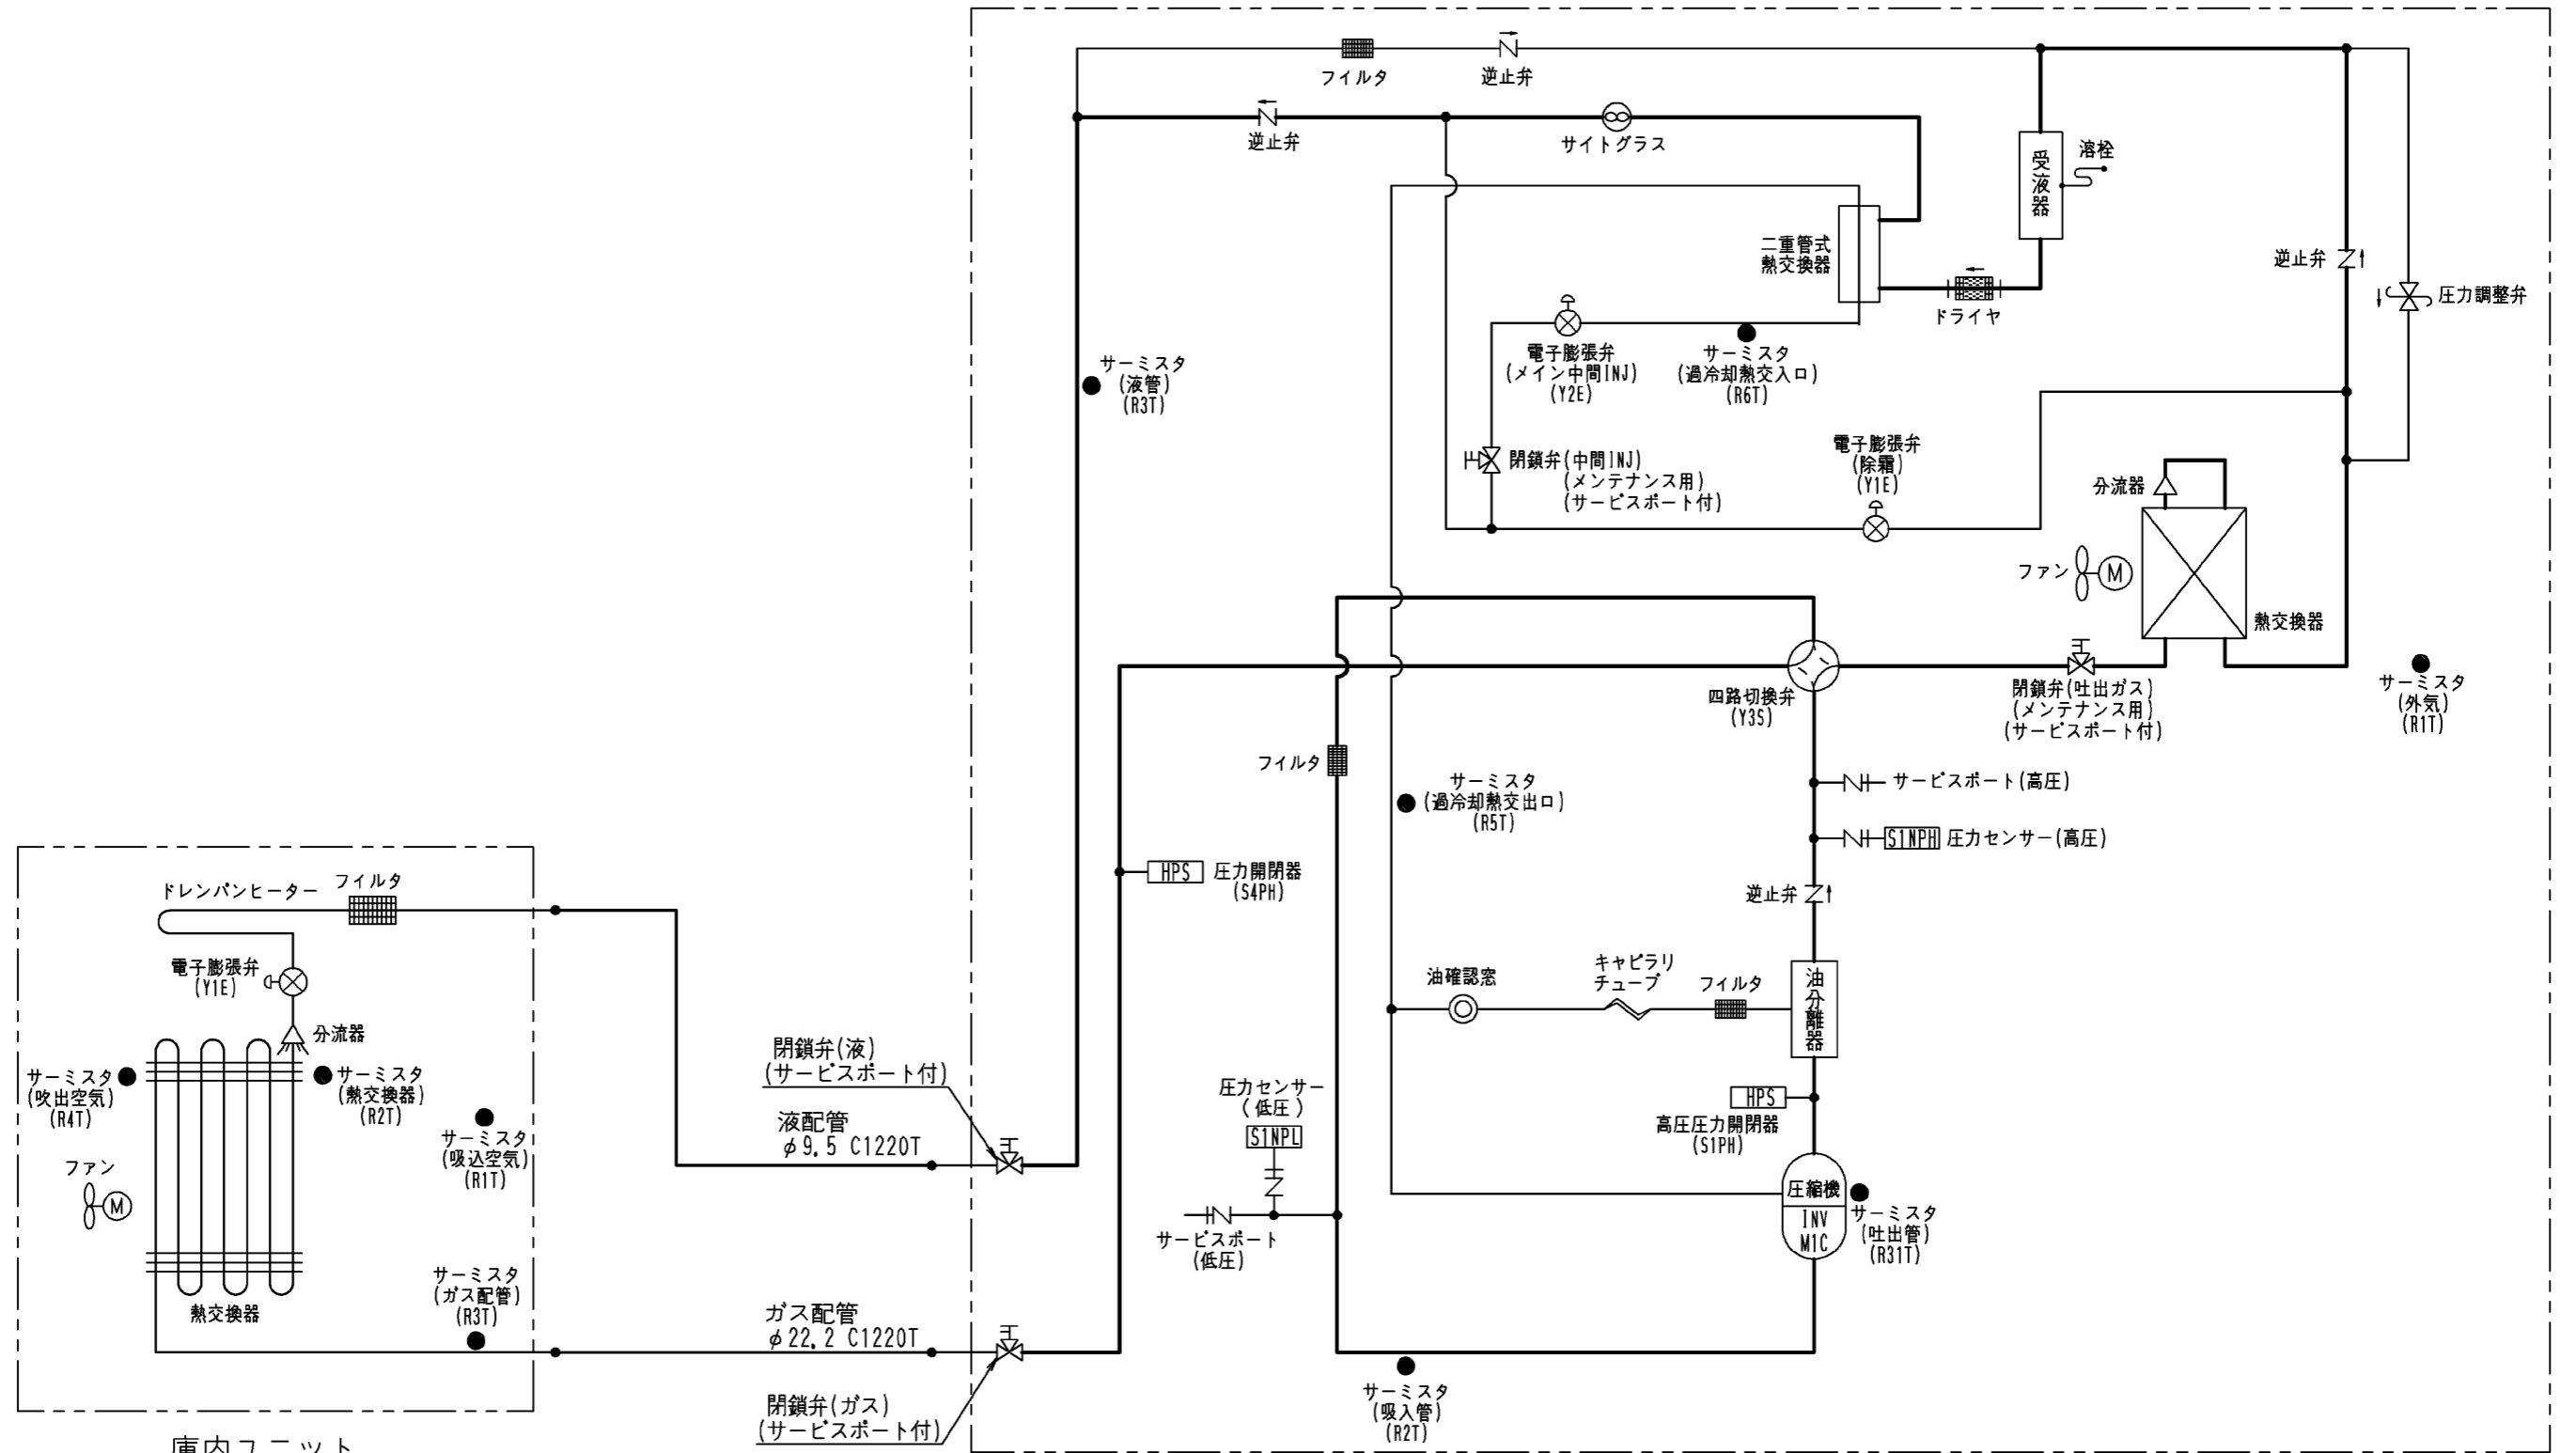 フィルタ
逆止弁
逆止弁
サイトグラス
受液器
溶栓
二重管式
熱交換器
ドライヤ
逆止弁
圧力調整弁
サーミスタ
(液管)
(R3T)
電子膨張弁
(メイン中間INJ)
(Y2E)
サーミスタ
(過冷却熱交入口)
(R6T)
閉鎖弁(中間INJ)
(メンテナンス用)
(サービスポート付)
電子膨張弁
(除霜)
(Y1E)
分流器
ファン
M
熱交換器
四路切換弁
(Y3S)
閉鎖弁(吐出ガス)
(メンテナンス用)
(サービスポート付)
サーミスタ
(外気)
(R1T)
フィルタ
サーミスタ
(過冷却熱交出口)
(R5T)
サービスポート(高圧)
S1NPH 圧力センサー(高圧)
HPS 圧力開閉器
(S4PH)
逆止弁
油確認窓
キャピラリ
チューブ
フィルタ
油分離器
HPS
高圧圧力開閉器
(S1PH)
圧力センサー
(低圧)
S1NPL
サービスポート
(低圧)
圧縮機
INV
M1C
サーミスタ
(吐出管)
(R31T)
サーミスタ
(吸入管)
(R2T)
ドレンパンヒーター
フィルタ
電子膨張弁
(Y1E)
分流器
サーミスタ
(吹出空気)
(R4T)
サーミスタ
(熱交換器)
(R2T)
サーミスタ
(吸込空気)
(R1T)
ファン
M
熱交換器
サーミスタ
(ガス配管)
(R3T)
閉鎖弁(液)
(サービスポート付)
液配管
φ9.5 C1220T
ガス配管
φ22.2 C1220T
閉鎖弁(ガス)
(サービスポート付)
庫内ユニット